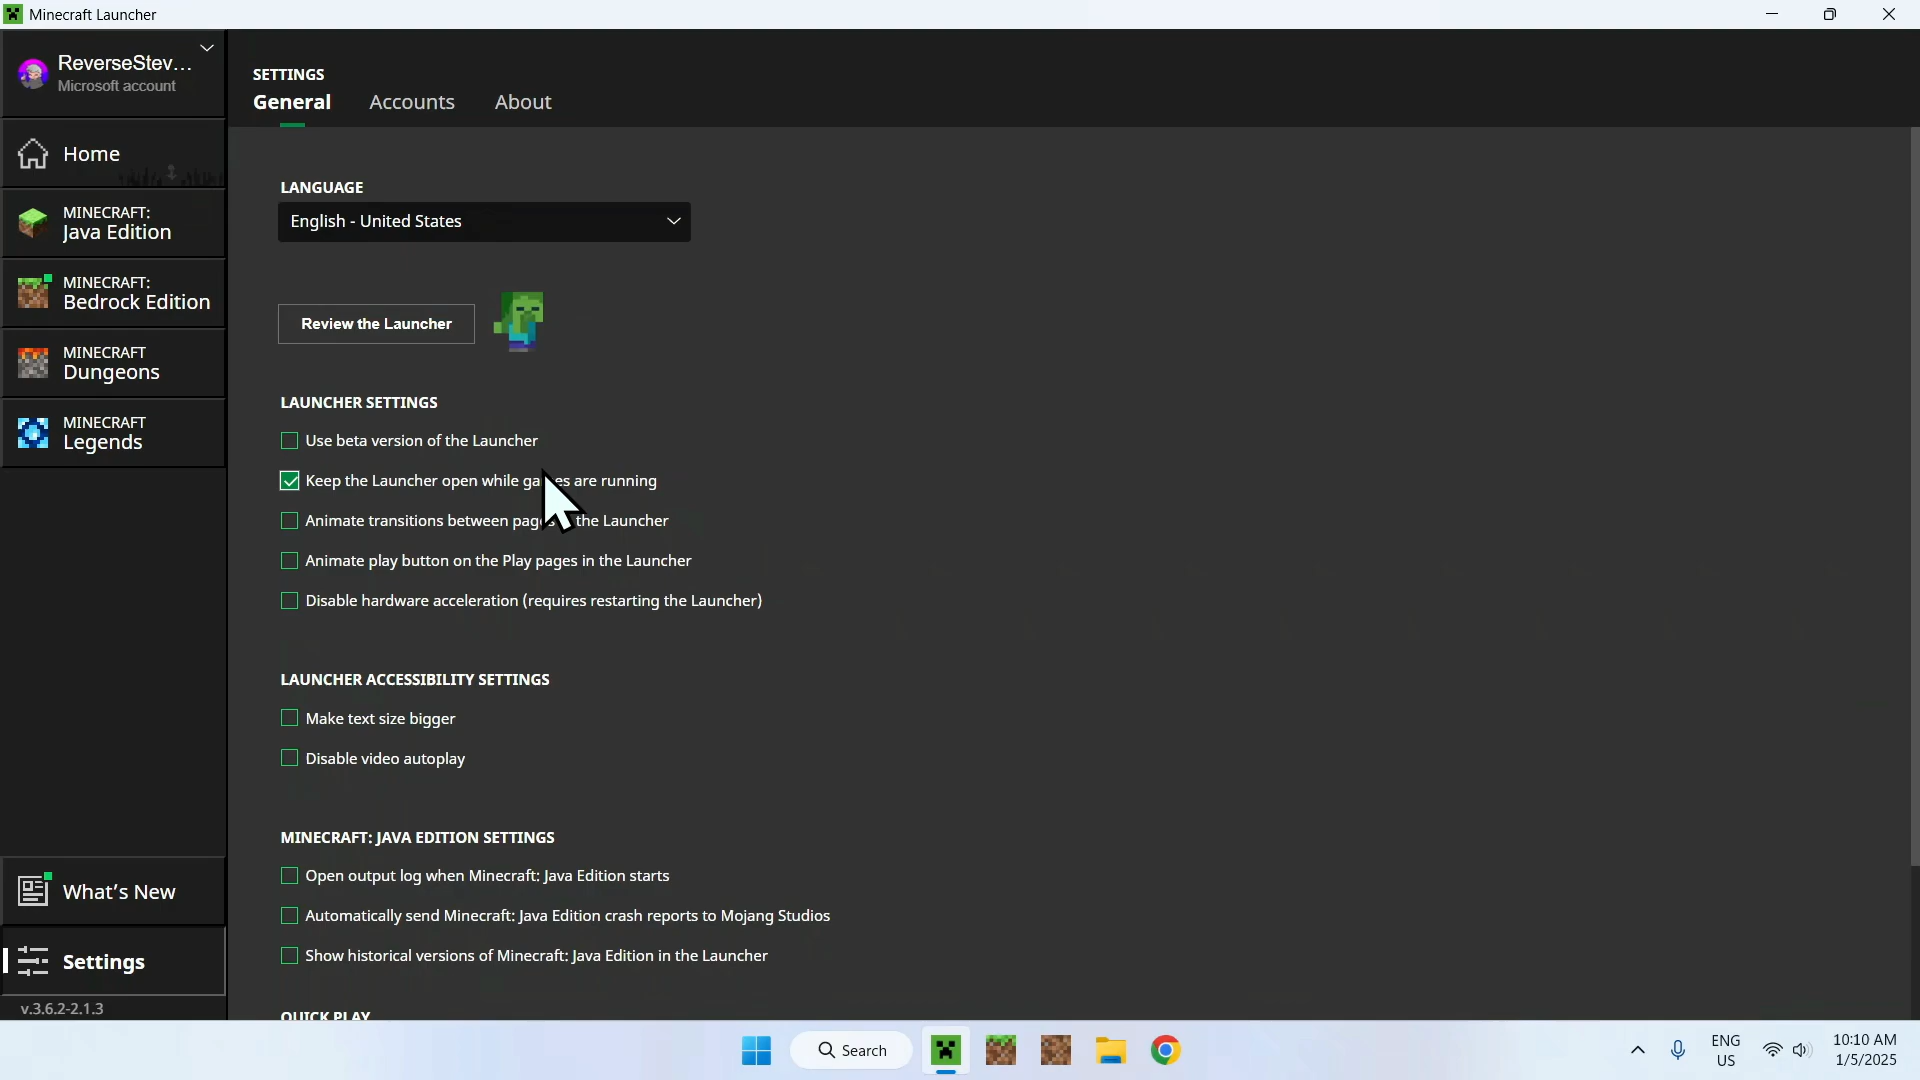 Minecraft Launcher
ReverseStev...
Microsoft account
Home
MINECRAFT:
Java Edition
MINECRAFT:
Bedrock Edition
MINECRAFT
Dungeons
MINECRAFT
Legends
What's New
Settings
v.3.6.2-2.1.3
SETTINGS
General Accounts About
LANGUAGE
English - United States
Review the Launcher
LAUNCHER SETTINGS
Use beta version of the Launcher
Keep the Launcher open while games are running
Animate transitions between pages the Launcher
Animate play button on the Play pages in the Launcher
Disable hardware acceleration (requires restarting the Launcher)
LAUNCHER ACCESSIBILITY SETTINGS
Make text size bigger
Disable video autoplay
MINECRAFT: JAVA EDITION SETTINGS
Open output log when Minecraft: Java Edition starts
Automatically send Minecraft: Java Edition crash reports to Mojang Studios
Show historical versions of Minecraft: Java Edition in the Launcher
QUICK PLAY
Search
ENG
US
10:10 AM
1/5/2025